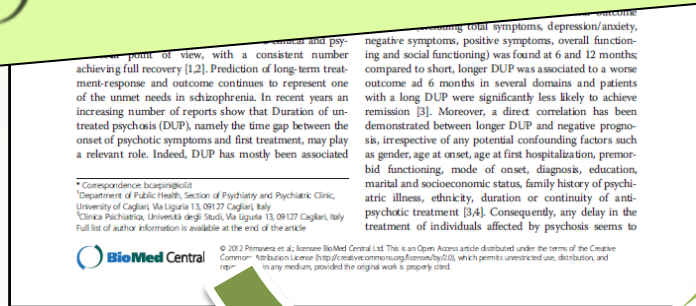 and psy-
point of view, with a consistent number
achieving full recovery [1,2]. Prediction of long-term treat-
ment-response and outcome continues to represent one
of the unmet needs in schizophrenia. In recent years an
increasing number of reports show that Duration of un-
treated psychosis (DUP), namely the time gap between the
onset of psychotic symptoms and first treatment, may play
a relevant role. Indeed, DUP has mostly been associated
* Correspondence: bcarpini@iol.it
1Department of Public Health, Section of Psychiatry and Psychiatric Clinic,
University of Cagliari, Via Liguria 13, 09127 Cagliari, Italy
2Clinica Psichiatrica, Università degli Studi, Via Liguria 13, 09127 Cagliari, Italy
Full list of author information is available at the end of the article
total symptoms, depression/anxiety,
negative symptoms, positive symptoms, overall function-
ing and social functioning) was found at 6 and 12 months;
compared to short, longer DUP was associated to a worse
outcome ad 6 months in several domains and patients
with a long DUP were significantly less likely to achieve
remission [3]. Moreover, a direct correlation has been
demonstrated between longer DUP and negative progno-
sis, irrespective of any potential confounding factors such
as gender, age at onset, age at first hospitalization, premor-
bid functioning, mode of onset, diagnosis, education,
marital and socioeconomic status, family history of psychi-
atric illness, ethnicity, duration or continuity of anti-
psychotic treatment [3,4]. Consequently, any delay in the
treatment of individuals affected by psychosis seems to
BioMed Central
© 2012 Primavera et al.; licensee BioMed Central Ltd. This is an Open Access article distributed under the terms of the Creative
Commons Attribution License (http://creativecommons.org/licenses/by/2.0), which permits unrestricted use, distribution, and
in any medium, provided the original work is properly cited.